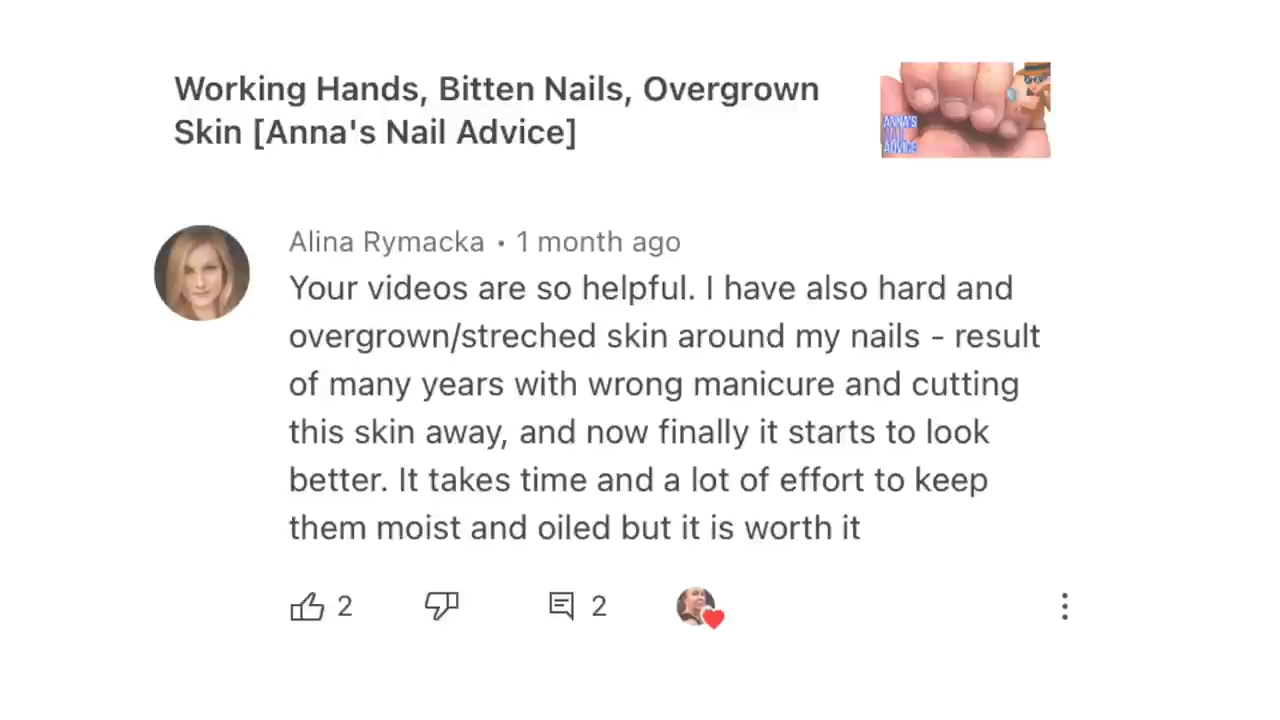 Working Hands, Bitten Nails, Overgrown
Skin [Anna's Nail Advice]
ANNA'S
NAIL
ADVICE
Alina Rymacka • 1 month ago
Your videos are so helpful. I have also hard and
overgrown/streched skin around my nails - result
of many years with wrong manicure and cutting
this skin away, and now finally it starts to look
better. It takes time and a lot of effort to keep
them moist and oiled but it is worth it
2
2